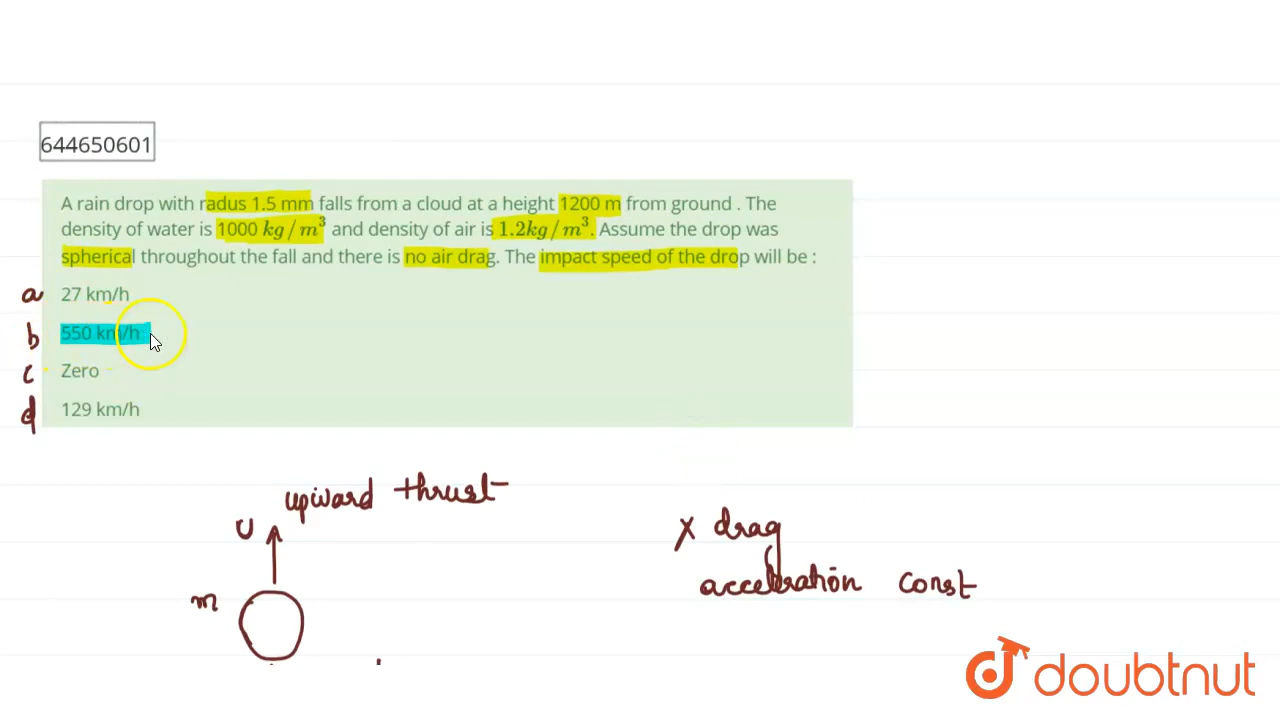 644650601
A rain drop with radus 1.5 mm falls from a cloud at a height 1200 m from ground . The
density of water is 1000 kg/m³ and density of air is 1.2kg/m³. Assume the drop was
spherical throughout the fall and there is no air drag. The impact speed of the drop will be :
a 27 km/h
b 550 km/h
c Zero
d 129 km/h
upward thrust
U
x drag
acceleration const
m
doubtnut